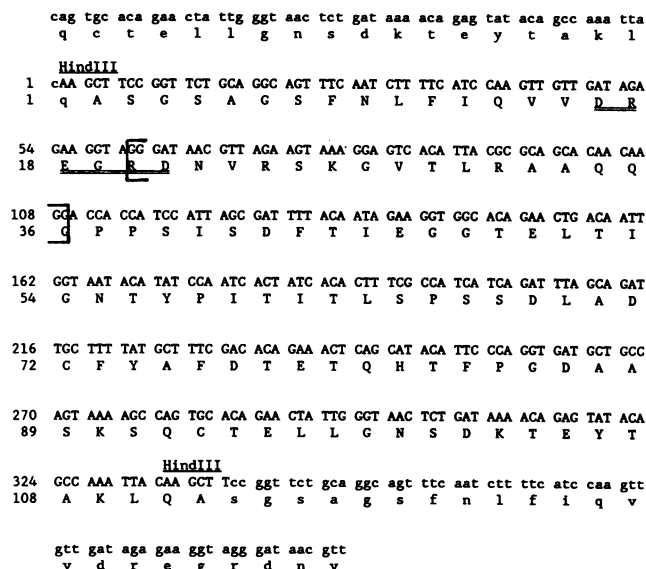 cag tgc aca gaa cta ttg ggt aac tct gat aaa aca gag tat aca gcc aaa tta
q c t e l l g n s d k t e y t a k l
HindIII
1 cAA GCT TCC GGT TCT GCA GGC AGT TTC AAT CTT TTC ATC CAA GTT GTT GAT AGA
1 q A S G S A G S F N L F I Q V V D R
54 GAA GGT AGG GAT AAC GTT AGA AGT AAA GGA GTC ACA TTA CGC GCA GCA CAA CAA
18 E G R D N V R S K G V T L R A A Q Q
108 GGA CCA CCA TCC ATT AGC GAT TTT ACA ATA GAA GGT GGC ACA GAA CTG ACA ATT
36 G P P S I S D F T I E G G T E L T I
162 GGT AAT ACA TAT CCA ATC ACT ATC ACA CTT TCG CCA TCA TCA GAT TTA GCA GAT
54 G N T Y P I T I T L S P S S D L A D
216 TGC TTT TAT GCT TTC GAC ACA GAA ACT CAG CAT ACA TTC CCA GGT GAT GCT GCC
72 C F Y A F D T E T Q H T F P G D A A
270 AGT AAA AGC CAG TGC ACA GAA CTA TTG GGT AAC TCT GAT AAA ACA GAG TAT ACA
89 S K S Q C T E L L G N S D K T E Y T
HindIII
324 GCC AAA TTA CAA GCT Tcc ggt tct gca ggc agt ttc aat ctt ttc atc caa gtt
108 A K L Q A s g s a g s f n l f i q v
gtt gat aga gaa ggt agg gat aac gtt
v d r e g r d n v